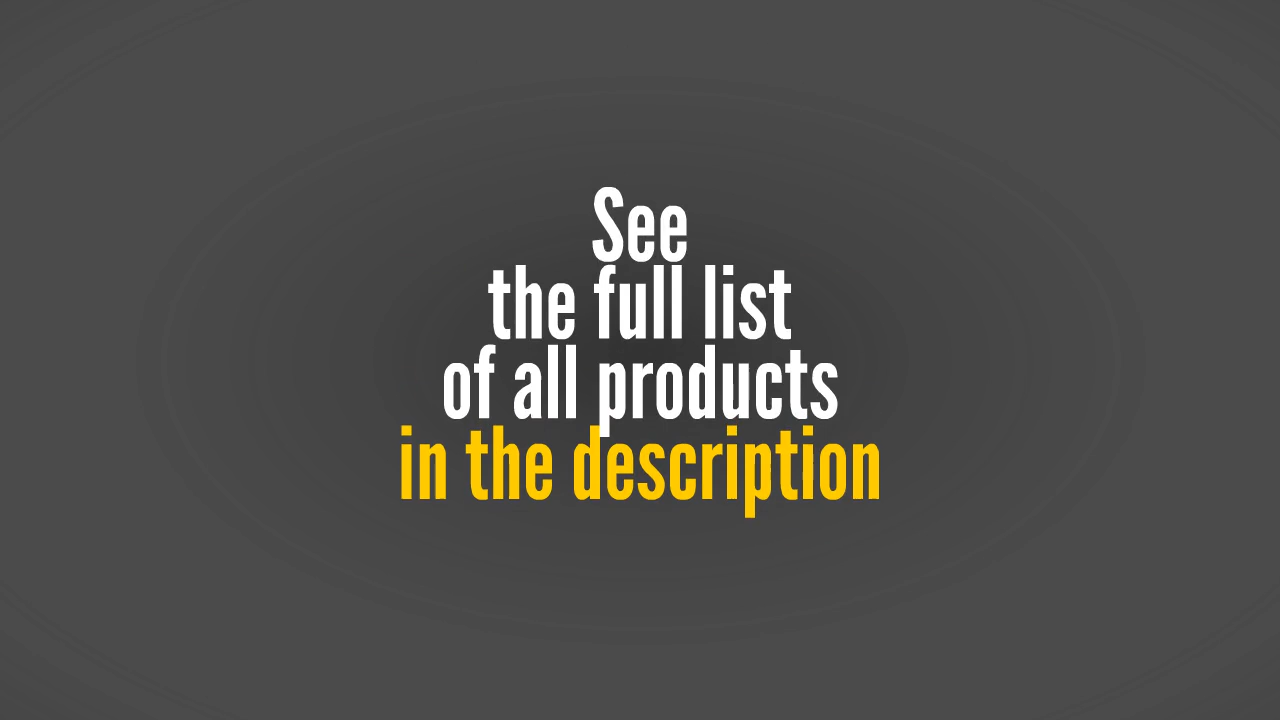 See
the full list
of all products
in the description